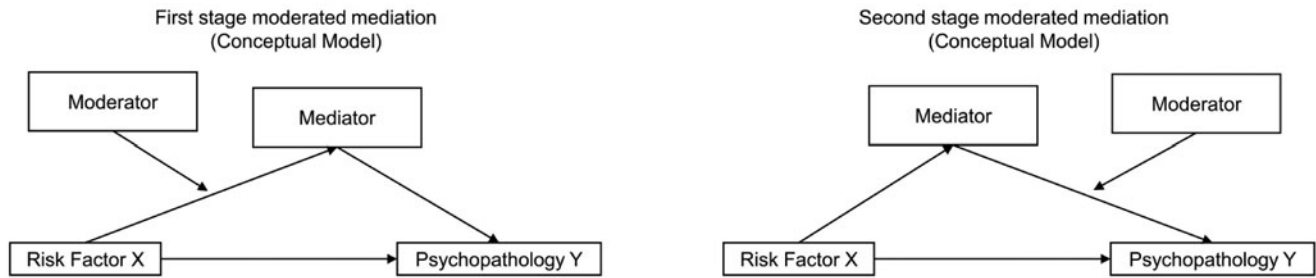 First stage moderated mediation
(Conceptual Model)
Moderator
Mediator
Risk Factor X
Psychopathology Y
Second stage moderated mediation
(Conceptual Model)
Mediator
Moderator
Risk Factor X
Psychopathology Y